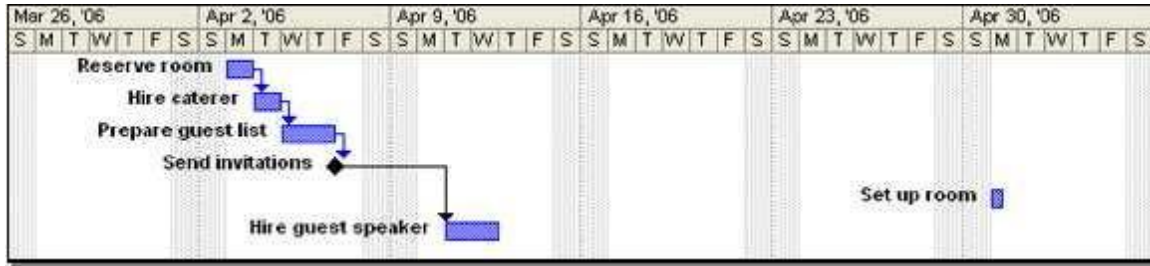 Mar 26, '06 Apr 2, '06 Apr 9, '06 Apr 16, '06 Apr 23, '06 Apr 30, '06
S M T W T F S S M T W T F S S M T W T F S S M T W T F S S M T W T F S S M T W T F S
Reserve room
Hire caterer
Prepare guest list
Send invitations
Set up room
Hire guest speaker